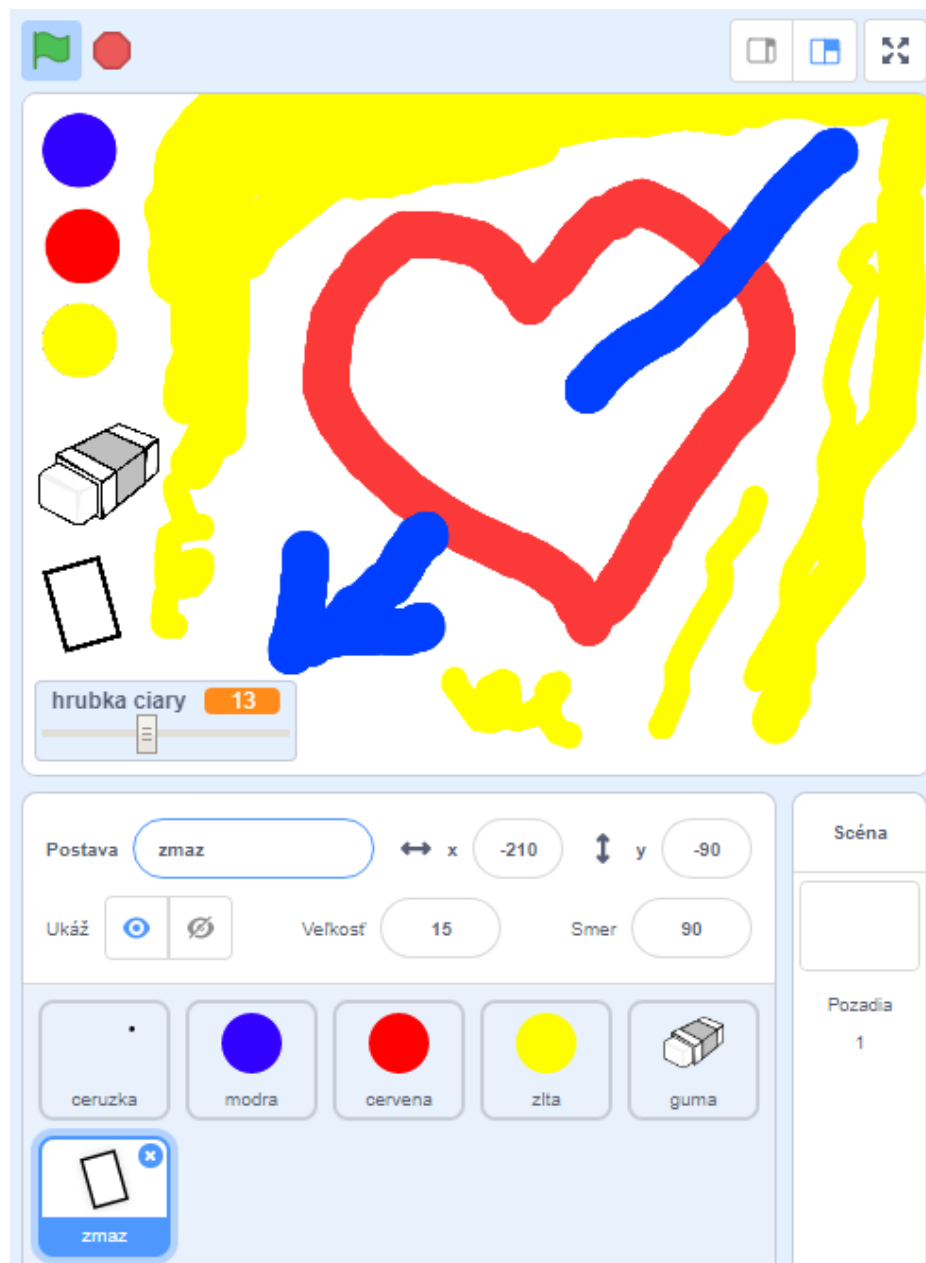 hrubka ciary 13
Postava zmaz x -210 y -90
Ukáž Veľkosť 15 Smer 90
Scéna
Pozadia
1
ceruzka modra cervena zlta guma
zmaz